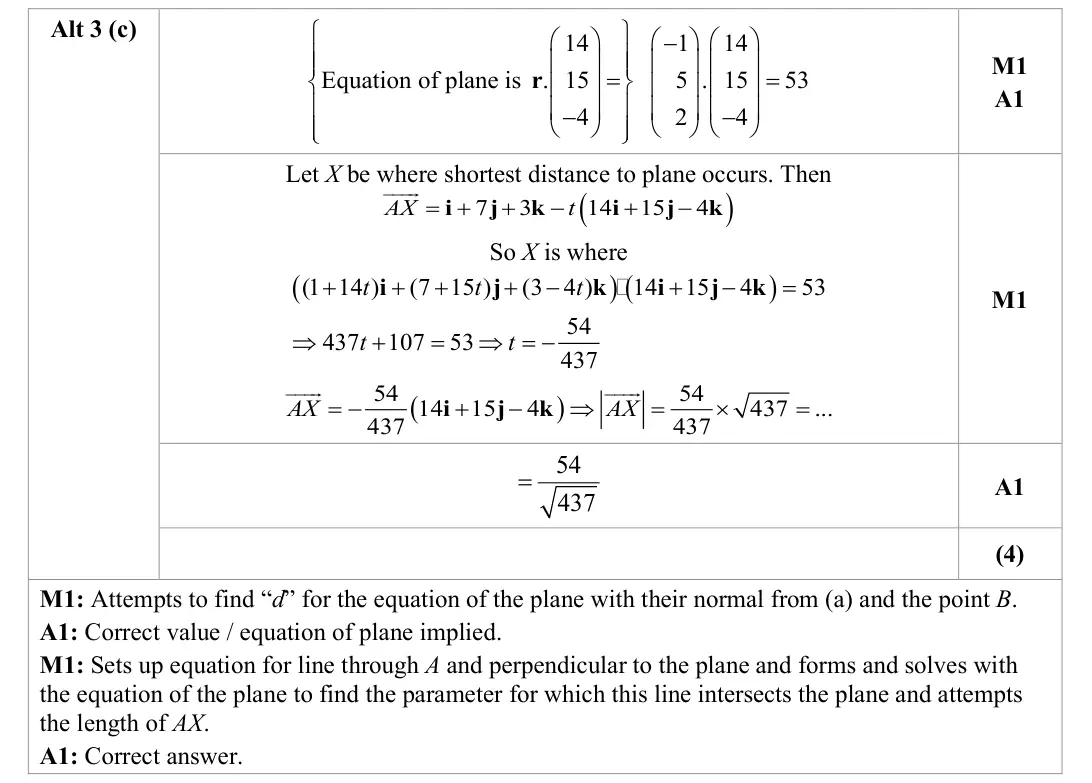 Alt 3 (c)
{Equation of plane is r.(14 15 −4) =} (−1 5 2).(14 15 −4) = 53
M1
A1
Let X be where shortest distance to plane occurs. Then
AX = i + 7j + 3k − t(14i + 15j − 4k)
So X is where
((1+14t)i + (7+15t)j + (3−4t)k)□(14i + 15j − 4k) = 53
⇒ 437t + 107 = 53 ⇒ t = −54/437
M1
AX = −54/437(14i + 15j − 4k) ⇒ |AX| = 54/437 × √437 = ...
= 54/√437
A1
(4)
M1: Attempts to find “d” for the equation of the plane with their normal from (a) and the point B.
A1: Correct value / equation of plane implied.
M1: Sets up equation for line through A and perpendicular to the plane and forms and solves with
the equation of the plane to find the parameter for which this line intersects the plane and attempts
the length of AX.
A1: Correct answer.